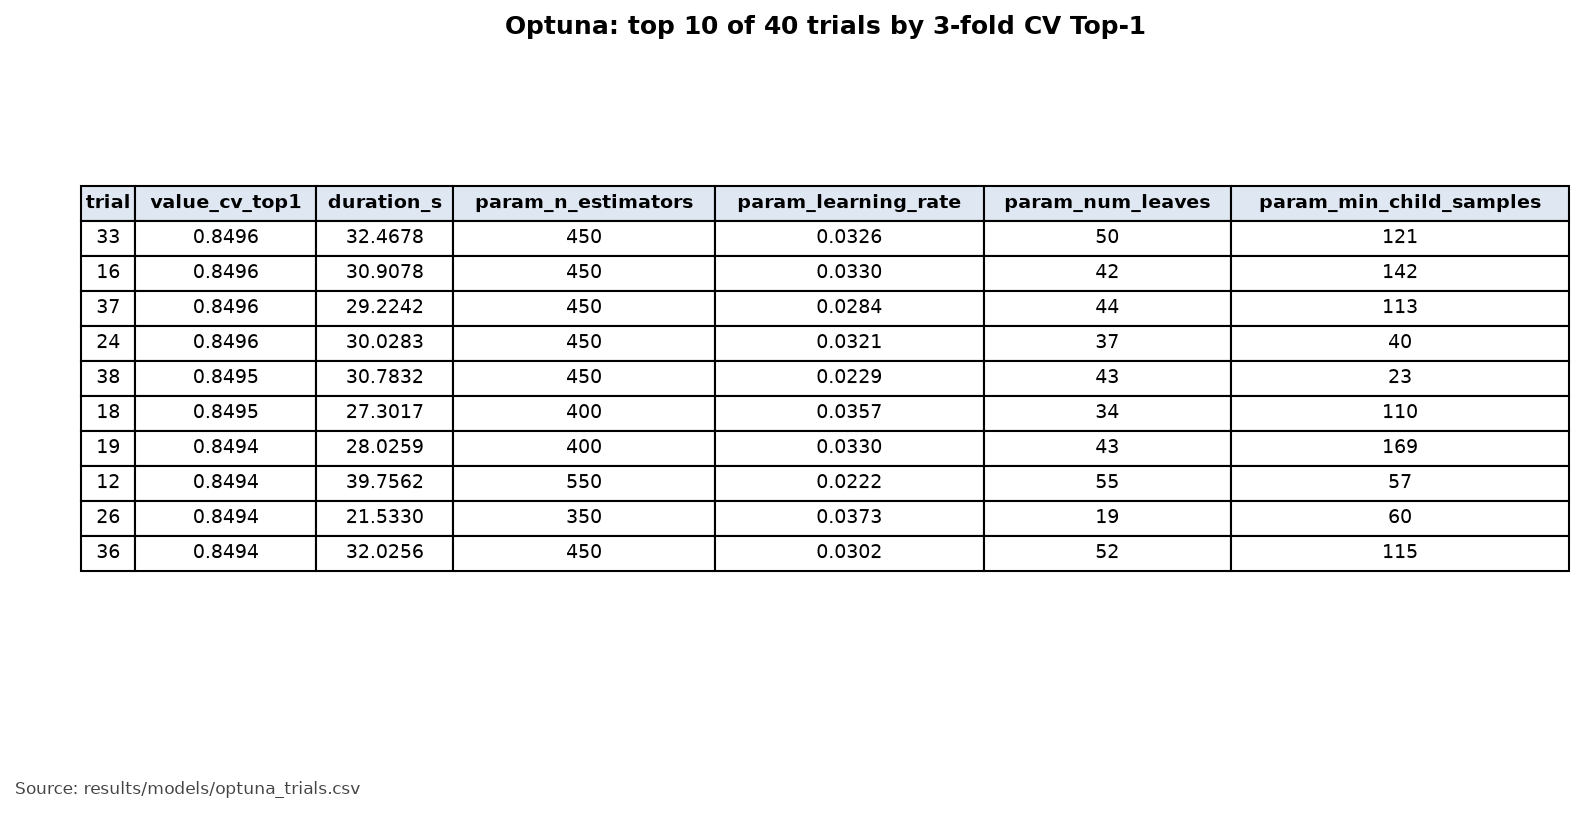 Optuna: top 10 of 40 trials by 3-fold CV Top-1
trial value_cv_top1 duration_s param_n_estimators param_learning_rate param_num_leaves param_min_child_samples
33 0.8496 32.4678 450 0.0326 50 121
16 0.8496 30.9078 450 0.0330 42 142
37 0.8496 29.2242 450 0.0284 44 113
24 0.8496 30.0283 450 0.0321 37 40
38 0.8495 30.7832 450 0.0229 43 23
18 0.8495 27.3017 400 0.0357 34 110
19 0.8494 28.0259 400 0.0330 43 169
12 0.8494 39.7562 550 0.0222 55 57
26 0.8494 21.5330 350 0.0373 19 60
36 0.8494 32.0256 450 0.0302 52 115
Source: results/models/optuna_trials.csv